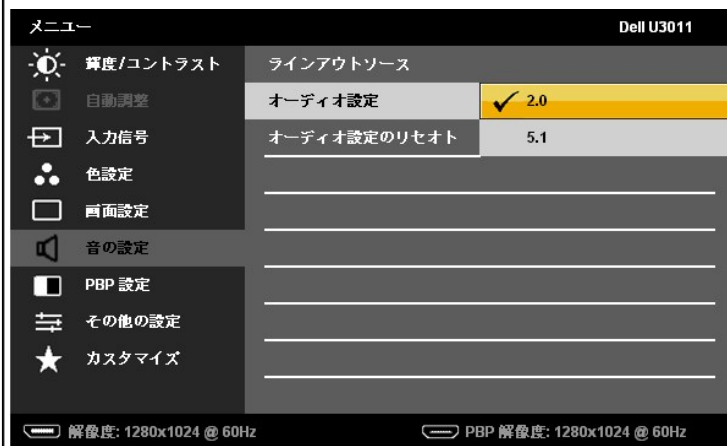 メニュー Dell U3011
輝度/コントラスト ラインアウトソース
自動調整 オーディオ設定 2.0
入力信号 オーディオ設定のリセオト 5.1
色設定
画面設定
音の設定
PBP 設定
その他の設定
カスタマイズ
解像度: 1280x1024 @ 60Hz PBP 解像度: 1280x1024 @ 60Hz